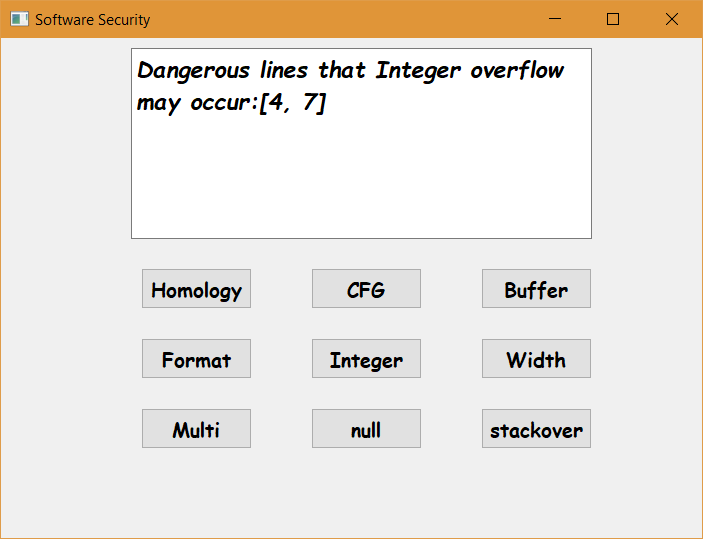 Software Security
Dangerous lines that Integer overflow
may occur:[4, 7]
Homology CFG Buffer
Format Integer Width
Multi null stackover